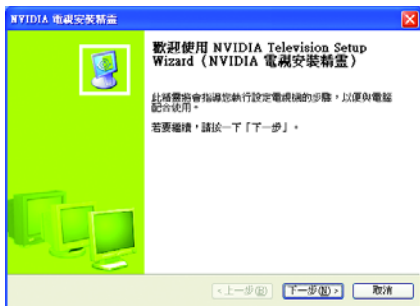 NVIDIA 電視安裝精靈
歡迎使用 NVIDIA Television Setup
Wizard（NVIDIA 電視安裝精靈）
此精靈將會指導您執行設定電視機的步驟，以便與電腦
配合使用。
若要繼續，請按一下「下一步」。
<上一步(B) 下一步(N)> 取消